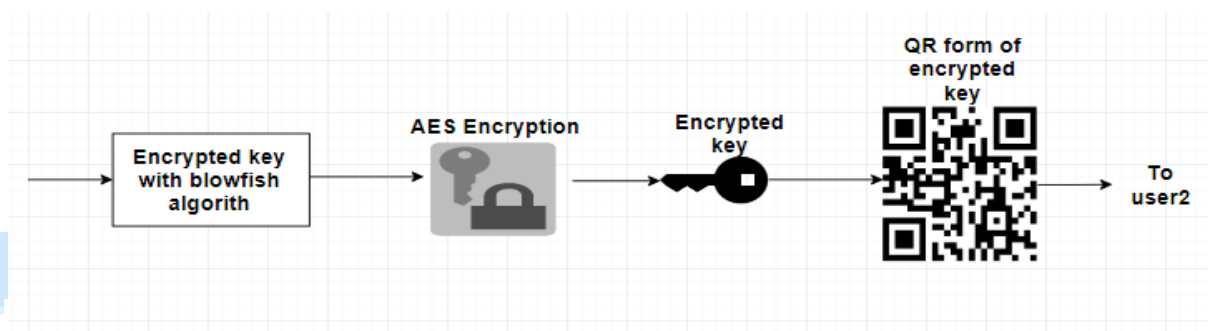 Encrypted key
with blowfish
algorith
AES Encryption
Encrypted
key
QR form of
encrypted
key
To
user2